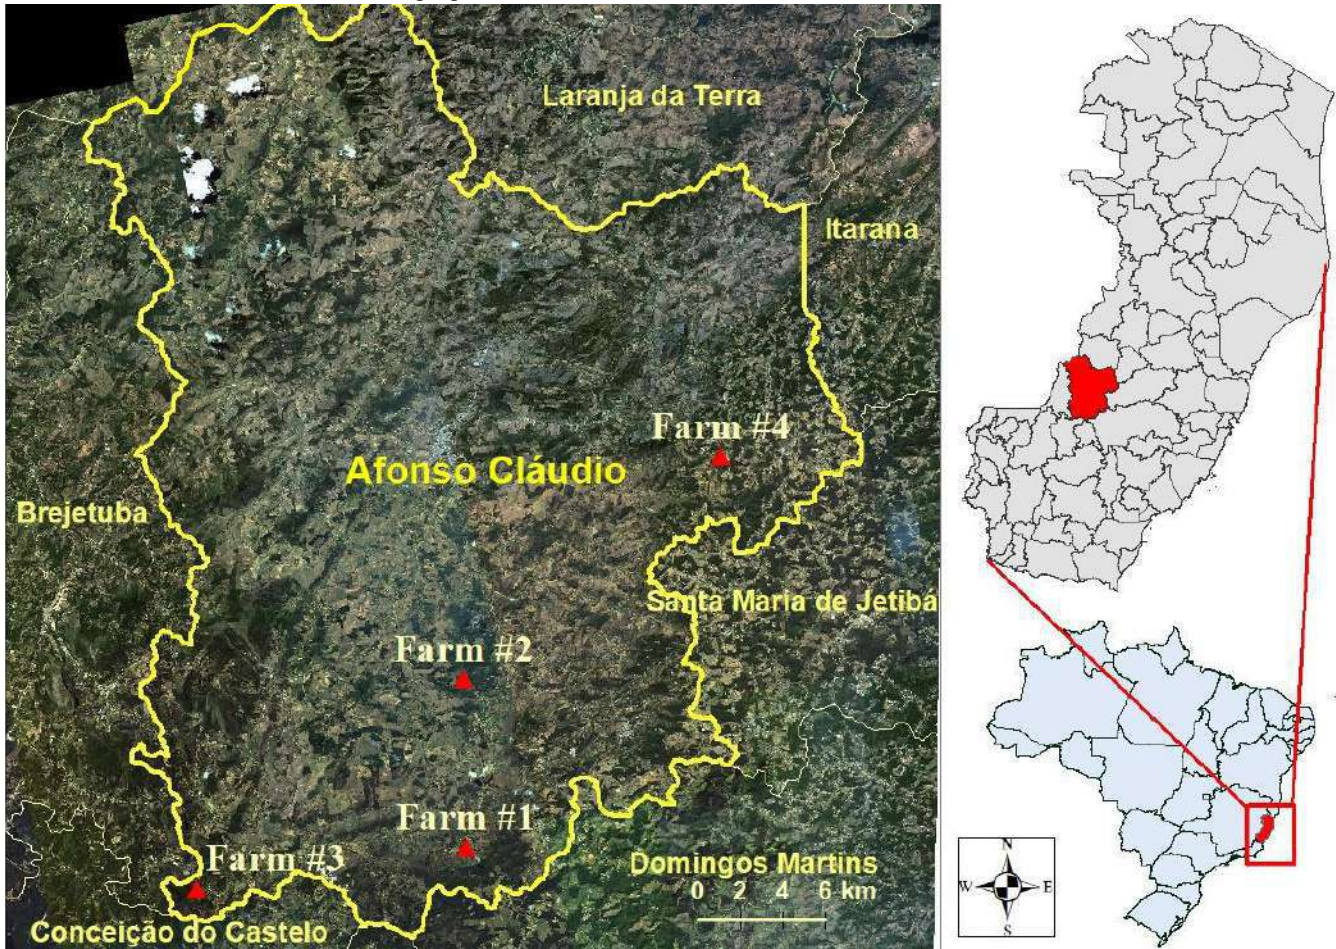 Laranja da Terra
Itarana
Farm #4
Afonso Cláudio
Brejetuba
Santa Maria de Jetibá
Farm #2
Farm #1
Farm #3
Domingos Martins
0 2 4 6 km
Conceição do Castelo
N
W E
S